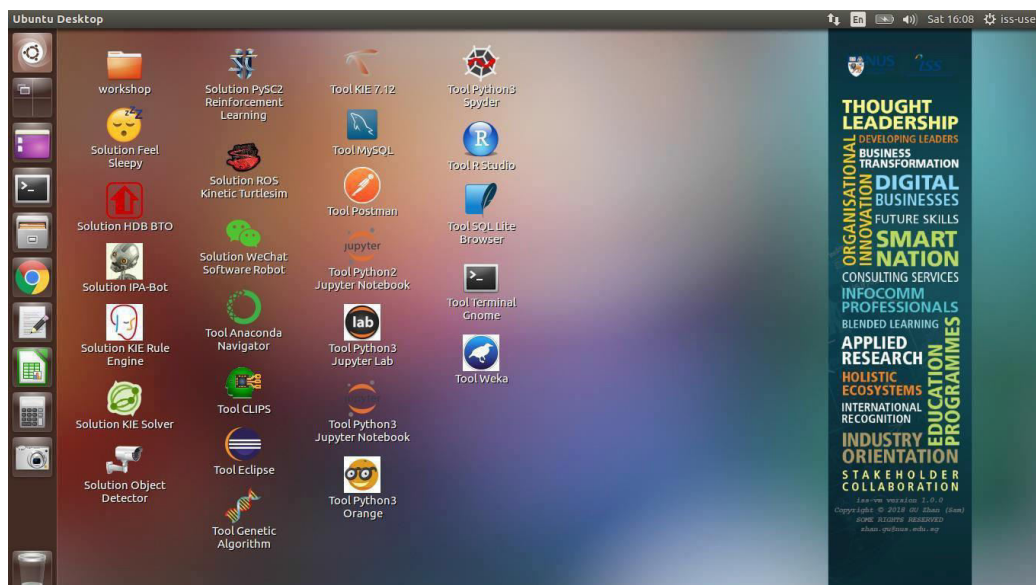 Ubuntu Desktop
En
Sat 16:08
iss-use
workshop
Solution Feel
Sleepy
Solution HDB BTO
Solution IPA-Bot
Solution KIE Rule
Engine
Solution KIE Solver
Solution Object
Detector
Solution PySC2
Reinforcement
Learning
Solution ROS
Kinetic Turtlesim
Solution WeChat
Software Robot
Tool Anaconda
Navigator
Tool CLIPS
Tool Eclipse
Tool Genetic
Algorithm
Tool KIE 7.12
Tool MySQL
Tool Postman
jupyter
Tool Python2
Jupyter Notebook
lab
Tool Python3
Jupyter Lab
Tool Python3
Jupyter Notebook
Tool Python3
Orange
Tool Python3
Spyder
R
Tool R Studio
Tool SQL Lite
Browser
Tool Terminal
Gnome
Tool Weka
NUS
ISS
THOUGHT
LEADERSHIP
DEVELOPING LEADERS
ORGANISATIONAL
INNOVATION
BUSINESS
TRANSFORMATION
DIGITAL
BUSINESSES
FUTURE SKILLS
SMART
NATION
CONSULTING SERVICES
INFOCOMM
PROFESSIONALS
BLENDED LEARNING
APPLIED
RESEARCH
HOLISTIC
ECOSYSTEMS
INTERNATIONAL
RECOGNITION
EDUCATION
PROGRAMMES
INDUSTRY
ORIENTATION
STAKEHOLDER
COLLABORATION
iss-vm version 1.0.0
Copyright © 2018 GU Zhan (Sam)
SOME RIGHTS RESERVED
zhan.gu@nus.edu.sg